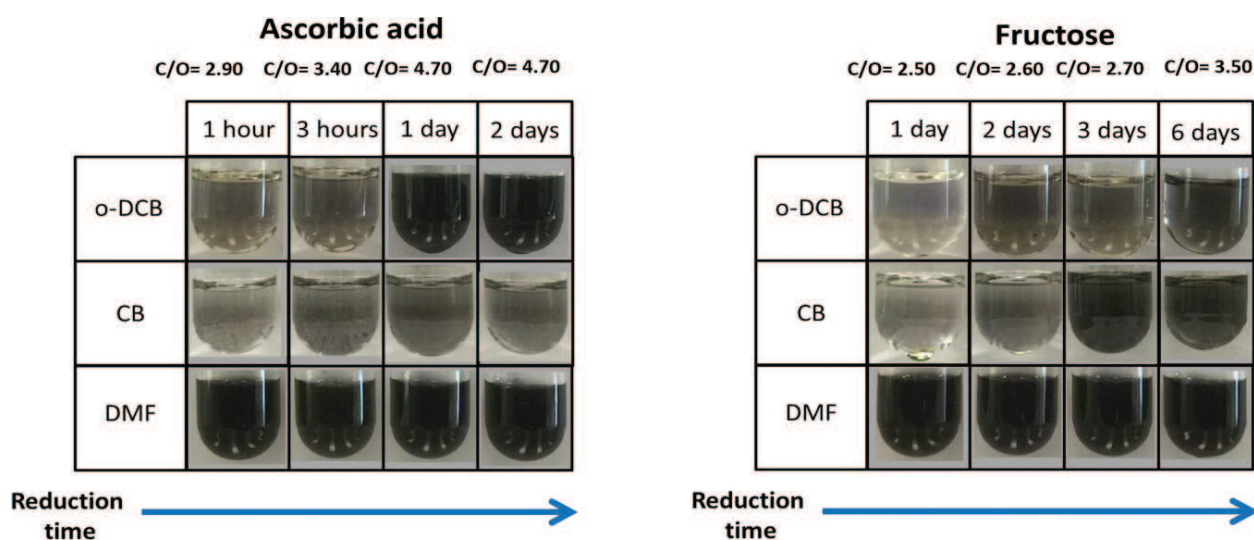 Ascorbic acid
C/O= 2.90 C/O= 3.40 C/O= 4.70 C/O= 4.70
1 hour 3 hours 1 day 2 days
o-DCB
CB
DMF
Reduction
time
Fructose
C/O= 2.50 C/O= 2.60 C/O= 2.70 C/O= 3.50
1 day 2 days 3 days 6 days
o-DCB
CB
DMF
Reduction
time